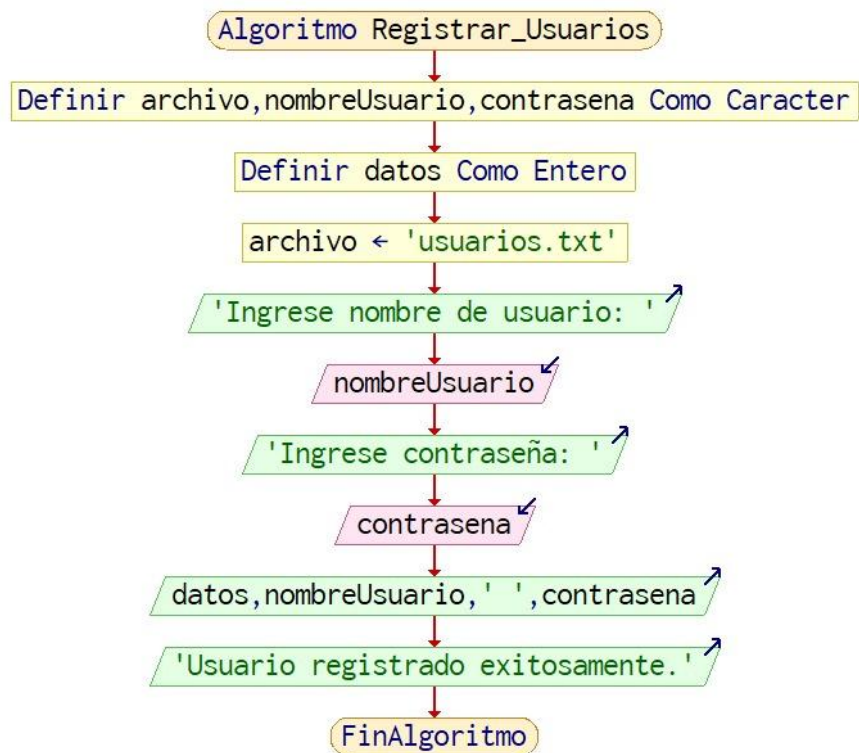 Algoritmo Registrar_Usuarios
Definir archivo,nombreUsuario,contrasena Como Caracter
Definir datos Como Entero
archivo ← 'usuarios.txt'
'Ingrese nombre de usuario: '
nombreUsuario
'Ingrese contraseña: '
contrasena
datos,nombreUsuario,' ',contrasena
'Usuario registrado exitosamente.'
FinAlgoritmo